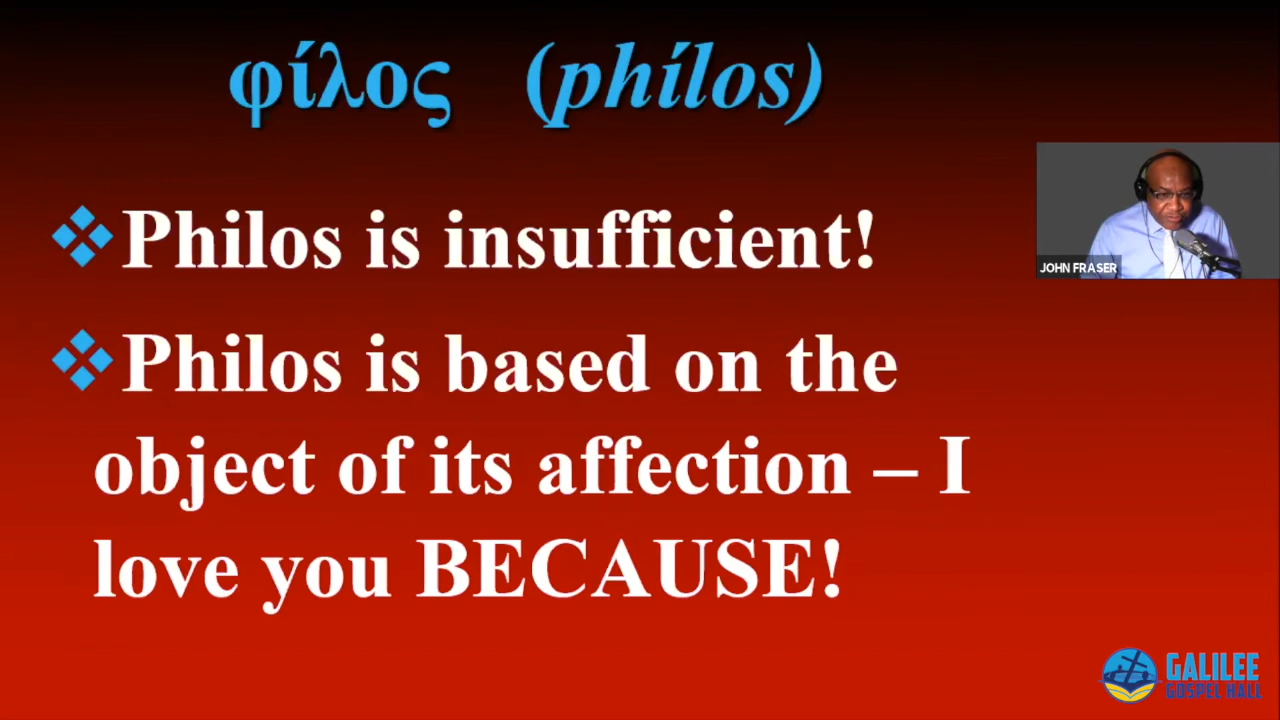 φίλος (phílos)
❖Philos is insufficient!
❖Philos is based on the
object of its affection – I
love you BECAUSE!
JOHN FRASER
GALILEE
GOSPEL HALL